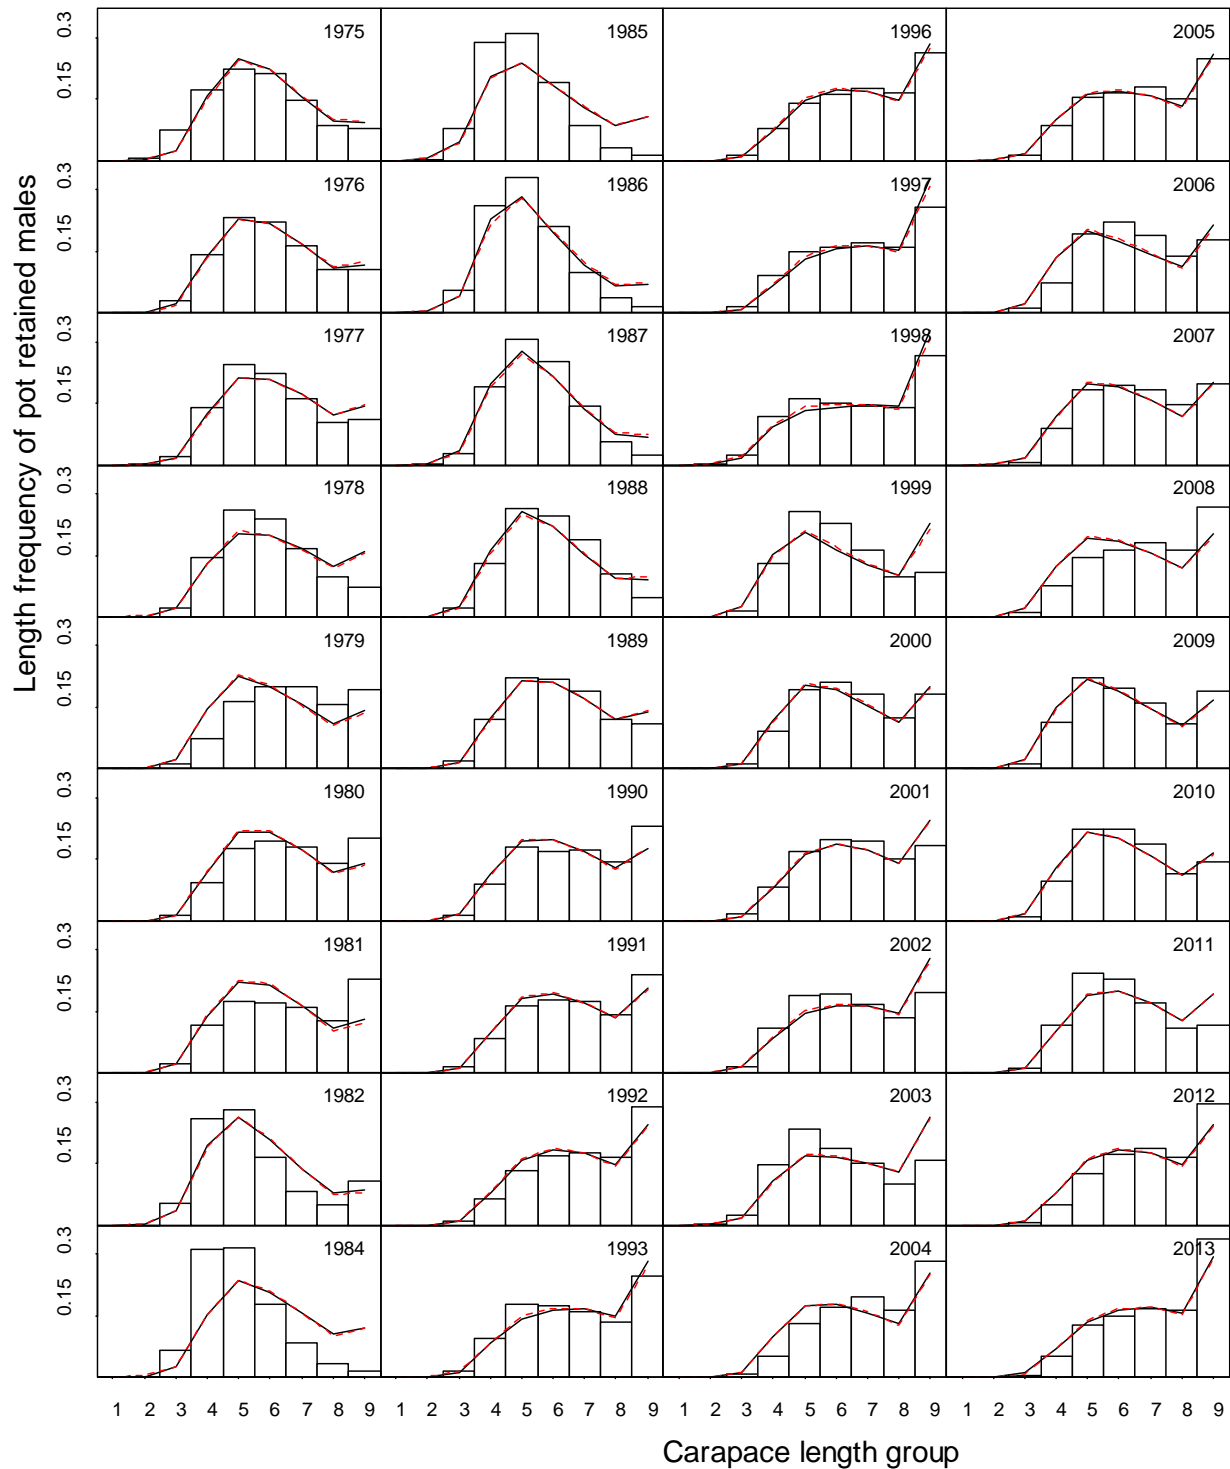 Length frequency of pot retained males
0.3 1975 1985 1996 2005
0.15
0.3 1976 1986 1997 2006
0.15
0.3 1977 1987 1998 2007
0.15
0.3 1978 1988 1999 2008
0.15
0.3 1979 1989 2000 2009
0.15
0.3 1980 1990 2001 2010
0.15
0.3 1981 1991 2002 2011
0.15
0.3 1982 1992 2003 2012
0.15
0.3 1984 1993 2004 2013
0.15
1 2 3 4 5 6 7 8 9 1 2 3 4 5 6 7 8 9 1 2 3 4 5 6 7 8 9 1 2 3 4 5 6 7 8 9
Carapace length group